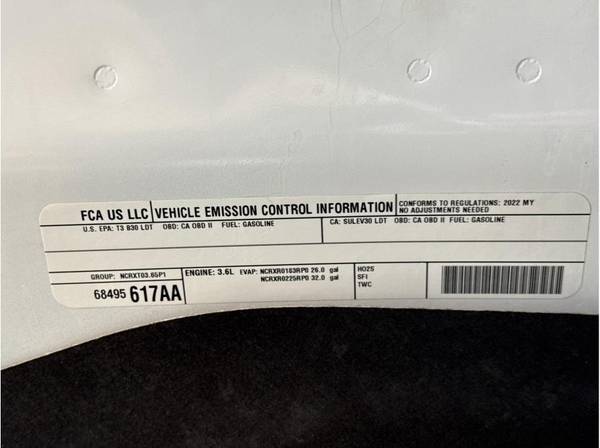 FCA US LLC VEHICLE EMISSION CONTROL INFORMATION CONFORMS TO REGULATIONS: 2022 MY
NO ADJUSTMENTS NEEDED
U.S. EPA: T3 B30 LDT OBD: CA OBD II FUEL: GASOLINE CA: SULEV30 LDT OBD: CA OBD II FUEL: GASOLINE
GROUP: NCRXT03.65P1 ENGINE: 3.6L EVAP: NCRXR0183RP0 26.0 gal HO2S
NCRXR0225RP0 32.0 gal SFI
68495 617AA TWC